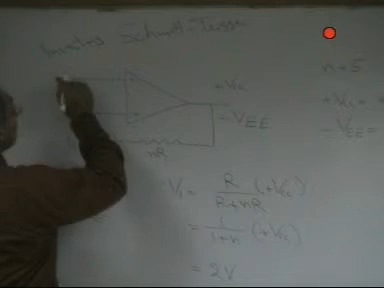 Inverting Schmitt-Trigger
n=5
+Vcc
+Vcc =
-VEE
-VEE =
nR
V1 = R / R+nR (+Vcc)
= 1 / 1+n (+Vcc)
= 2V